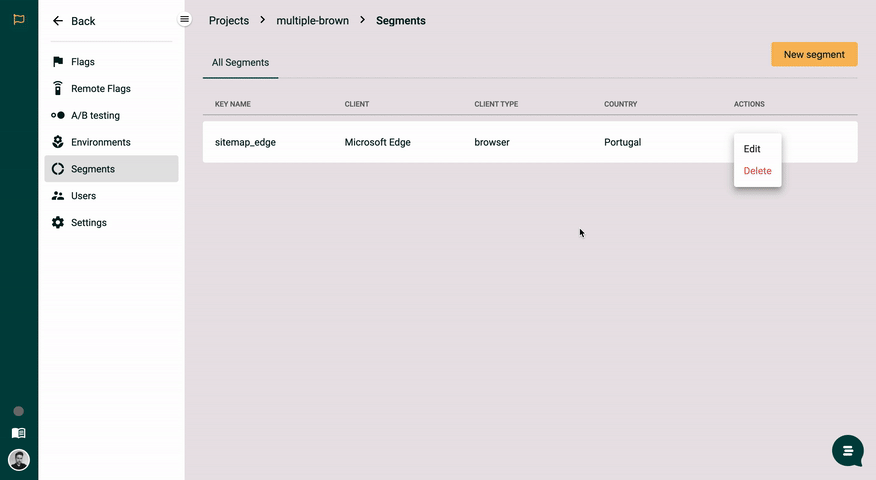 Back
Flags
Remote Flags
A/B testing
Environments
Segments
Users
Settings
Projects > multiple-brown > Segments
New segment
All Segments
KEY NAME CLIENT CLIENT TYPE COUNTRY ACTIONS
sitemap_edge Microsoft Edge browser Portugal
Edit
Delete